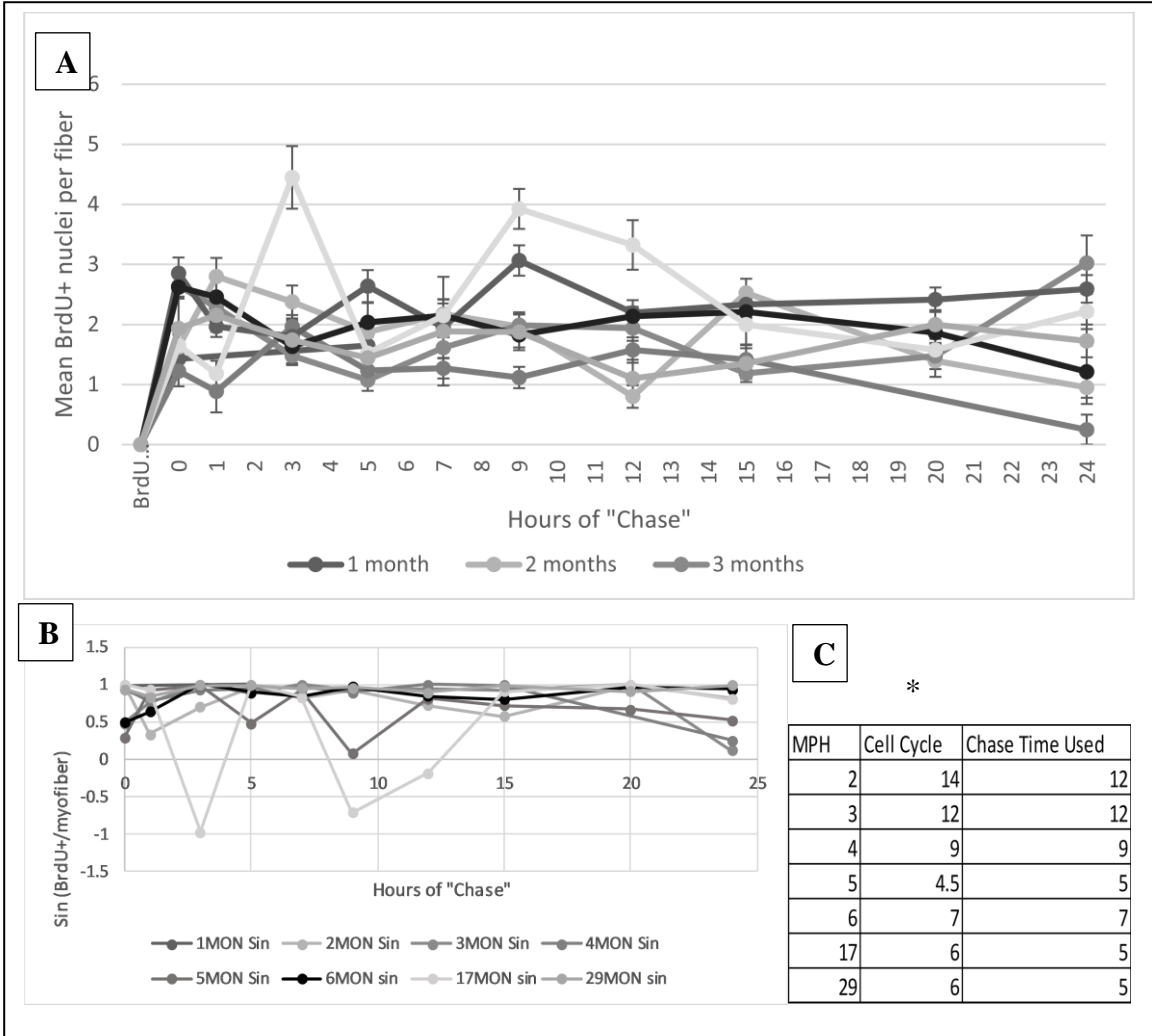 A
6
5
4
3
2
1
0
Mean BrdU+ nuclei per fiber
BrdU... 0 1 2 3 5 6 7 8 9 10 11 12 13 14 15 16 17 18 19 20 21 22 23 24
Hours of "Chase"
1 month 2 months 3 months
B
1.5
1
0.5
0
-0.5
-1
-1.5
Sin (BrdU+/myofiber)
0 5 10 15 20 25
Hours of "Chase"
1MON Sin 2MON Sin 3MON Sin 4MON Sin
5MON Sin 6MON sin 17MON sin 29MON sin
C
*
MPH Cell Cycle Chase Time Used
2 14 12
3 12 12
4 9 9
5 4.5 5
6 7 7
17 6 5
29 6 5